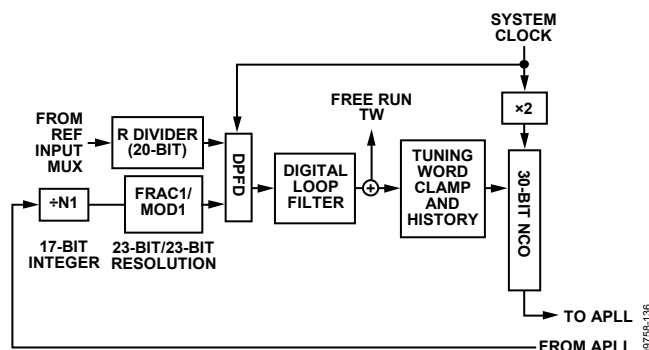 SYSTEM
CLOCK
×2
FREE RUN
TW
FROM
REF
INPUT
MUX
R DIVIDER
(20-BIT)
DPFD
DIGITAL
LOOP
FILTER
+
TUNING
WORD
CLAMP
AND
HISTORY
30-BIT NCO
÷N1
FRAC1/
MOD1
17-BIT
INTEGER
23-BIT/23-BIT
RESOLUTION
TO APLL
FROM APLL
9758-136